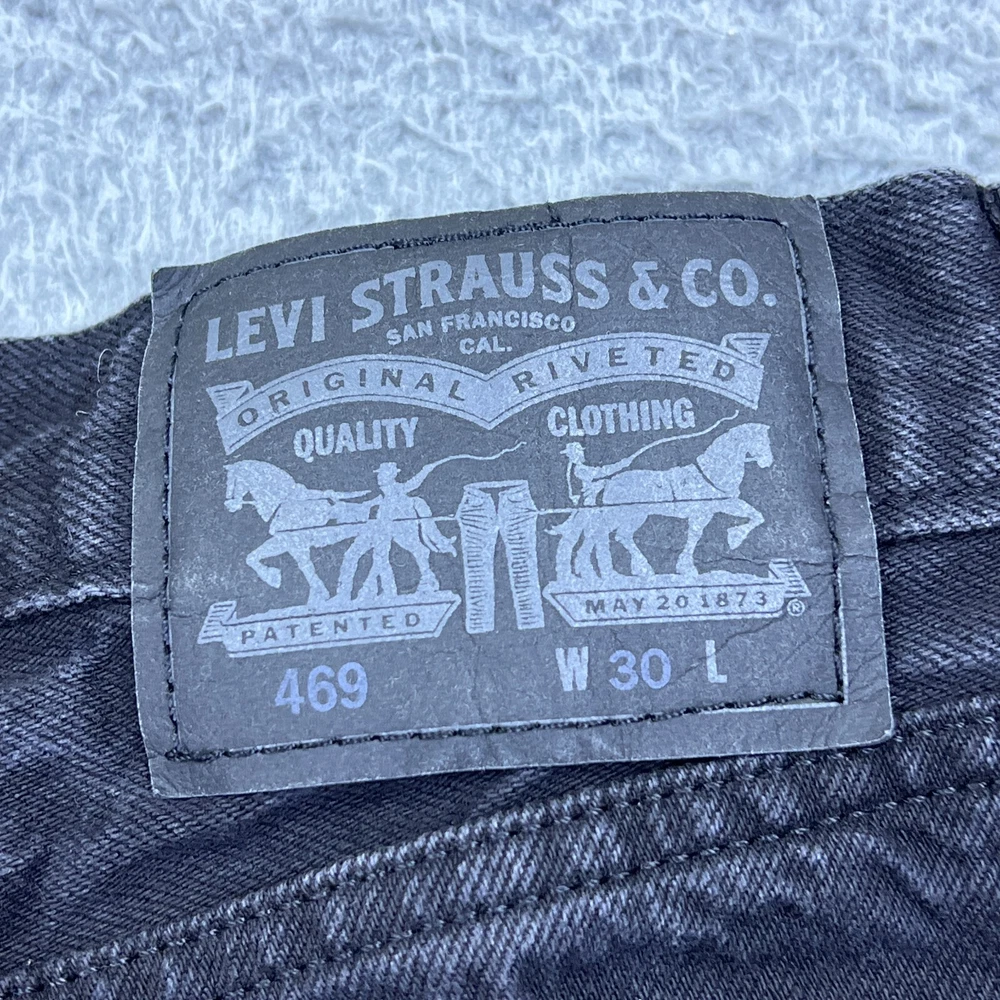 LEVI STRAUSS & CO.
SAN FRANCISCO
CAL.
ORIGINAL RIVETED
QUALITY CLOTHING
PATENTED MAY 20 1873 ®
469 W 30 L